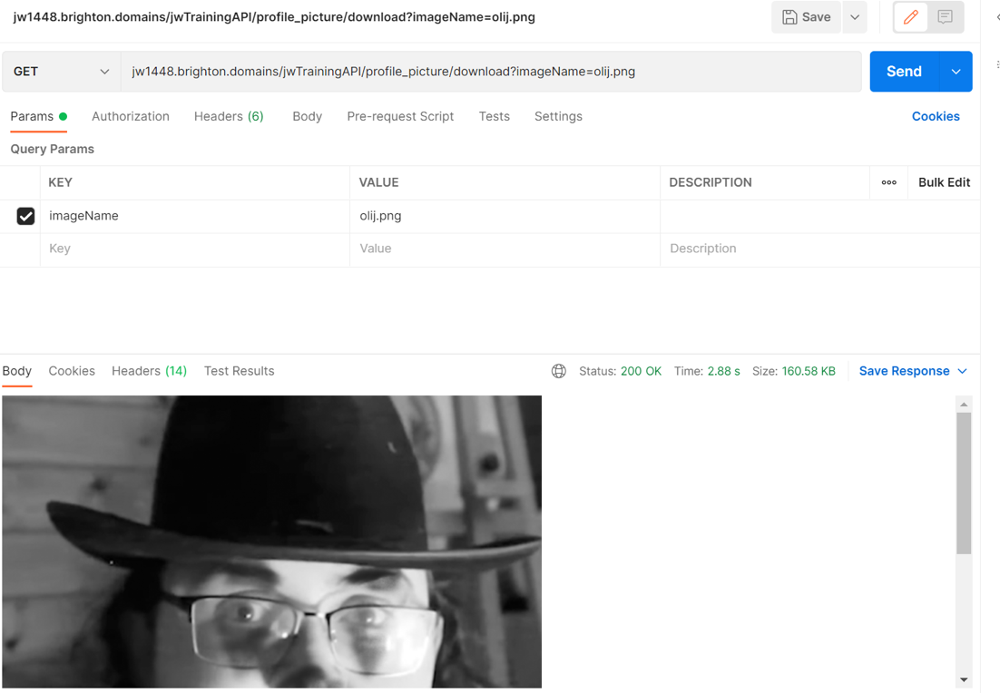 jw1448.brighton.domains/jwTrainingAPI/profile_picture/download?imageName=olij.png Save
GET jw1448.brighton.domains/jwTrainingAPI/profile_picture/download?imageName=olij.png Send
Params Authorization Headers (6) Body Pre-request Script Tests Settings Cookies
Query Params
KEY VALUE DESCRIPTION Bulk Edit
imageName olij.png
Key Value Description
Body Cookies Headers (14) Test Results Status: 200 OK Time: 2.88 s Size: 160.58 KB Save Response